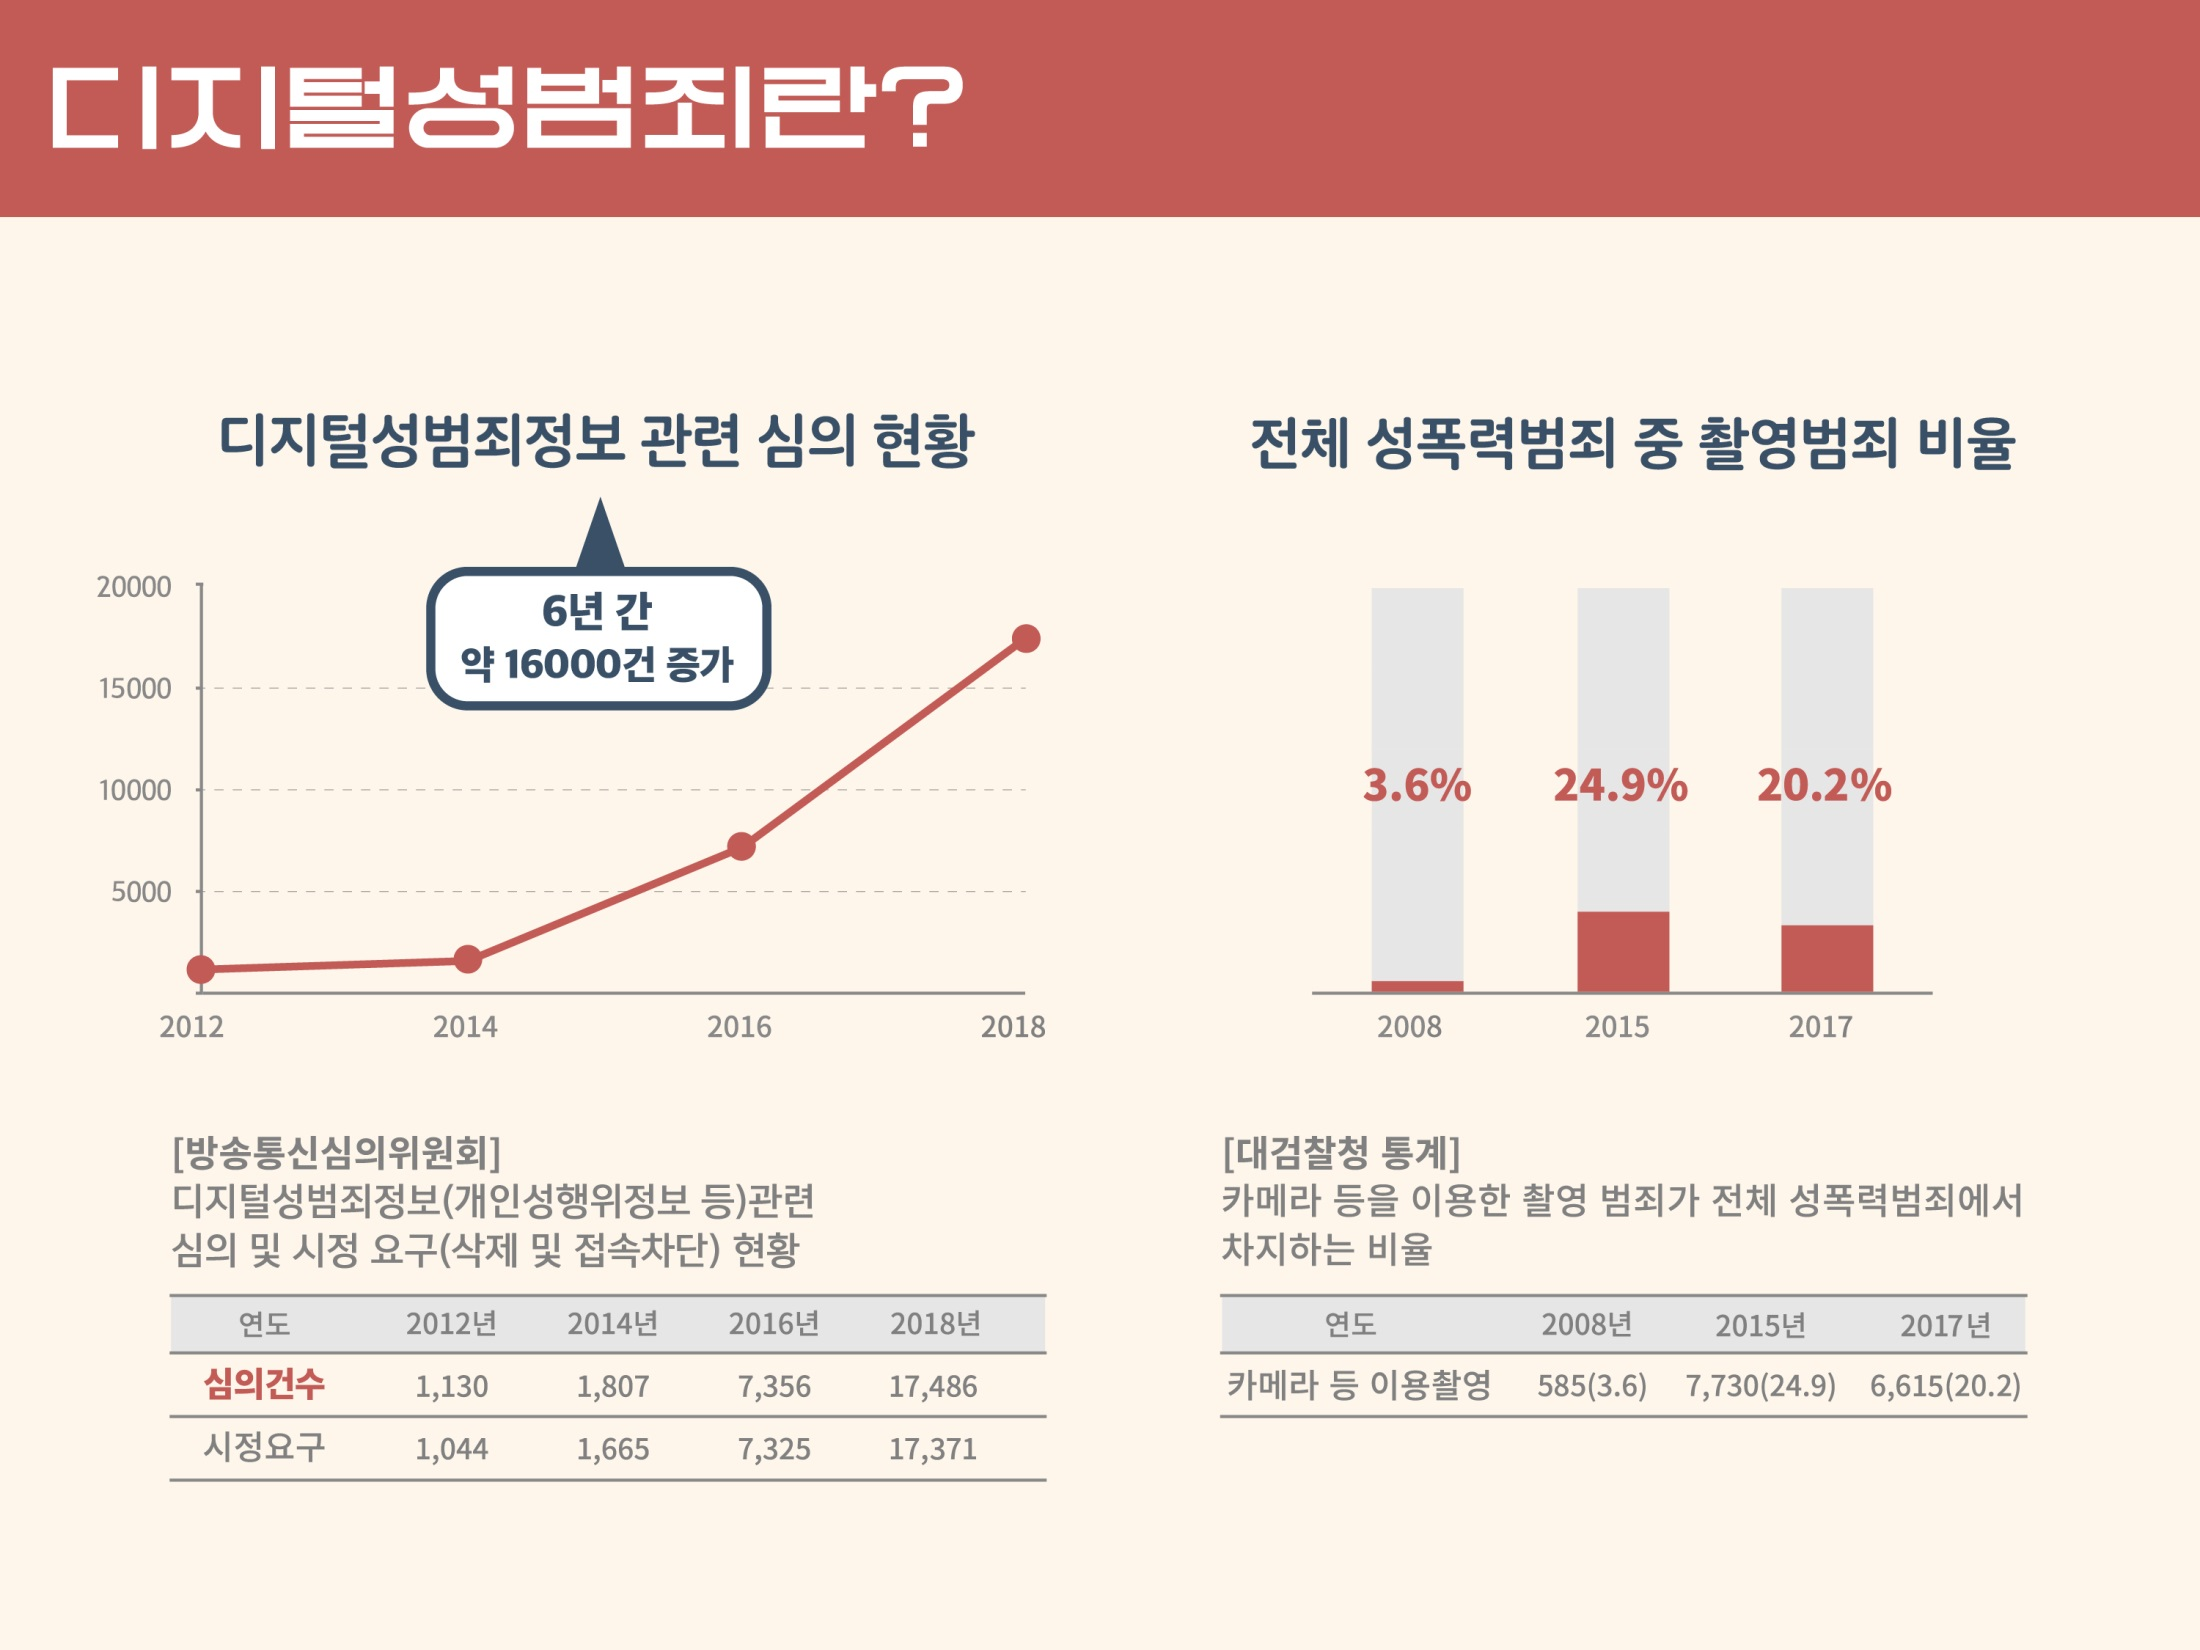 디지털성범죄란?
디지털성범죄정보 관련 심의 현황
6년 간
약 16000건 증가
20000
15000
10000
5000
2012 2014 2016 2018
[방송통신심의위원회]
디지털성범죄정보(개인성행위정보 등)관련
심의 및 시정 요구(삭제 및 접속차단) 현황
연도 2012년 2014년 2016년 2018년
심의건수 1,130 1,807 7,356 17,486
시정요구 1,044 1,665 7,325 17,371
전체 성폭력범죄 중 촬영범죄 비율
3.6% 24.9% 20.2%
2008 2015 2017
[대검찰청 통계]
카메라 등을 이용한 촬영 범죄가 전체 성폭력범죄에서
차지하는 비율
연도 2008년 2015년 2017년
카메라 등 이용촬영 585(3.6) 7,730(24.9) 6,615(20.2)